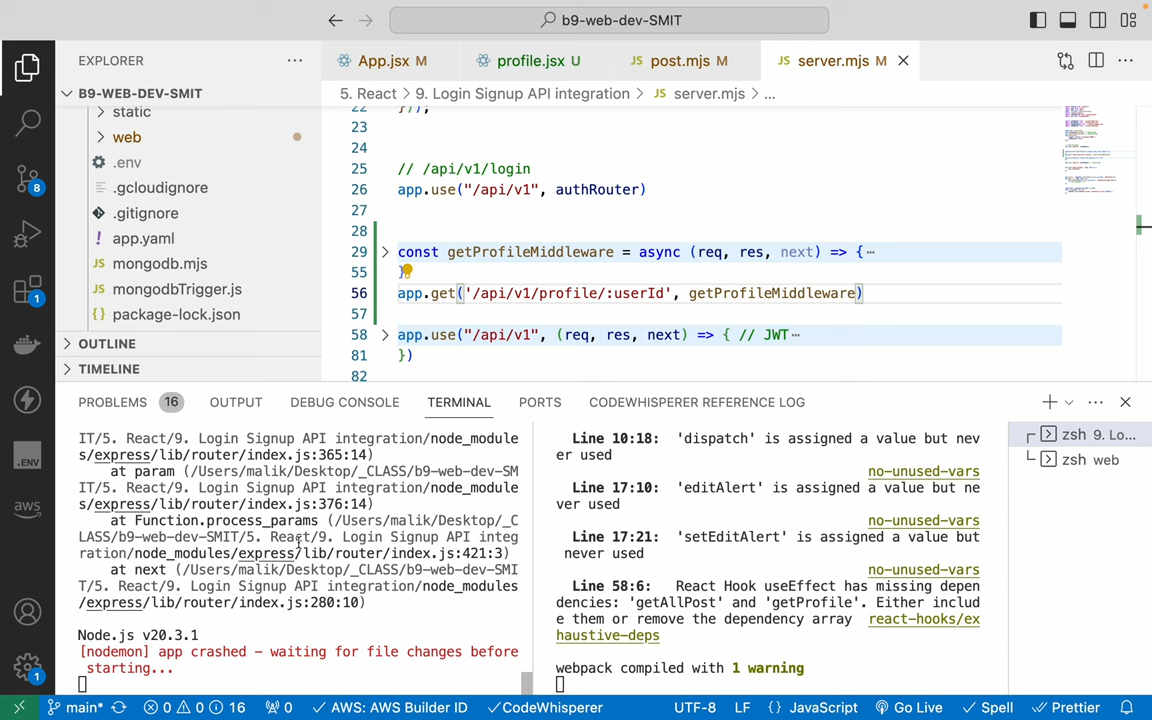 b9-web-dev-SMIT
EXPLORER
App.jsx M
profile.jsx U
JS post.mjs M
JS server.mjs M
B9-WEB-DEV-SMIT
5. React > 9. Login Signup API integration > JS server.mjs > ...
static
web
.env
.gcloudignore
.gitignore
! app.yaml
JS mongodb.mjs
JS mongodbTrigger.js
{} package-lock.json
OUTLINE
TIMELINE
8
1
1
.ENV
aws
22 });
23
24
25 // /api/v1/login
26 app.use("/api/v1", authRouter)
27
28
29 const getProfileMiddleware = async (req, res, next) => {…
55 }
56 app.get('/api/v1/profile/:userId', getProfileMiddleware)
57
58 app.use("/api/v1", (req, res, next) => { // JWT…
81 })
82
PROBLEMS 16 OUTPUT DEBUG CONSOLE TERMINAL PORTS CODEWHISPERER REFERENCE LOG
IT/5. React/9. Login Signup API integration/node_module
s/express/lib/router/index.js:365:14)
at param (/Users/malik/Desktop/_CLASS/b9-web-dev-SM
IT/5. React/9. Login Signup API integration/node_module
s/express/lib/router/index.js:376:14)
at Function.process_params (/Users/malik/Desktop/_C
LASS/b9-web-dev-SMIT/5. React/9. Login Signup API integ
ration/node_modules/express/lib/router/index.js:421:3)
at next (/Users/malik/Desktop/_CLASS/b9-web-dev-SMI
T/5. React/9. Login Signup API integration/node_modules
/express/lib/router/index.js:280:10)
Node.js v20.3.1
[nodemon] app crashed - waiting for file changes before
starting...
Line 10:18: 'dispatch' is assigned a value but nev
er used
no-unused-vars
Line 17:10: 'editAlert' is assigned a value but ne
ver used
no-unused-vars
Line 17:21: 'setEditAlert' is assigned a value but
never used
no-unused-vars
Line 58:6: React Hook useEffect has missing depen
dencies: 'getAllPost' and 'getProfile'. Either includ
e them or remove the dependency array react-hooks/ex
haustive-deps
webpack compiled with 1 warning
zsh 9. Lo...
zsh web
main* 0 0 16 0 AWS: AWS Builder ID CodeWhisperer UTF-8 LF {} JavaScript Go Live Spell Prettier